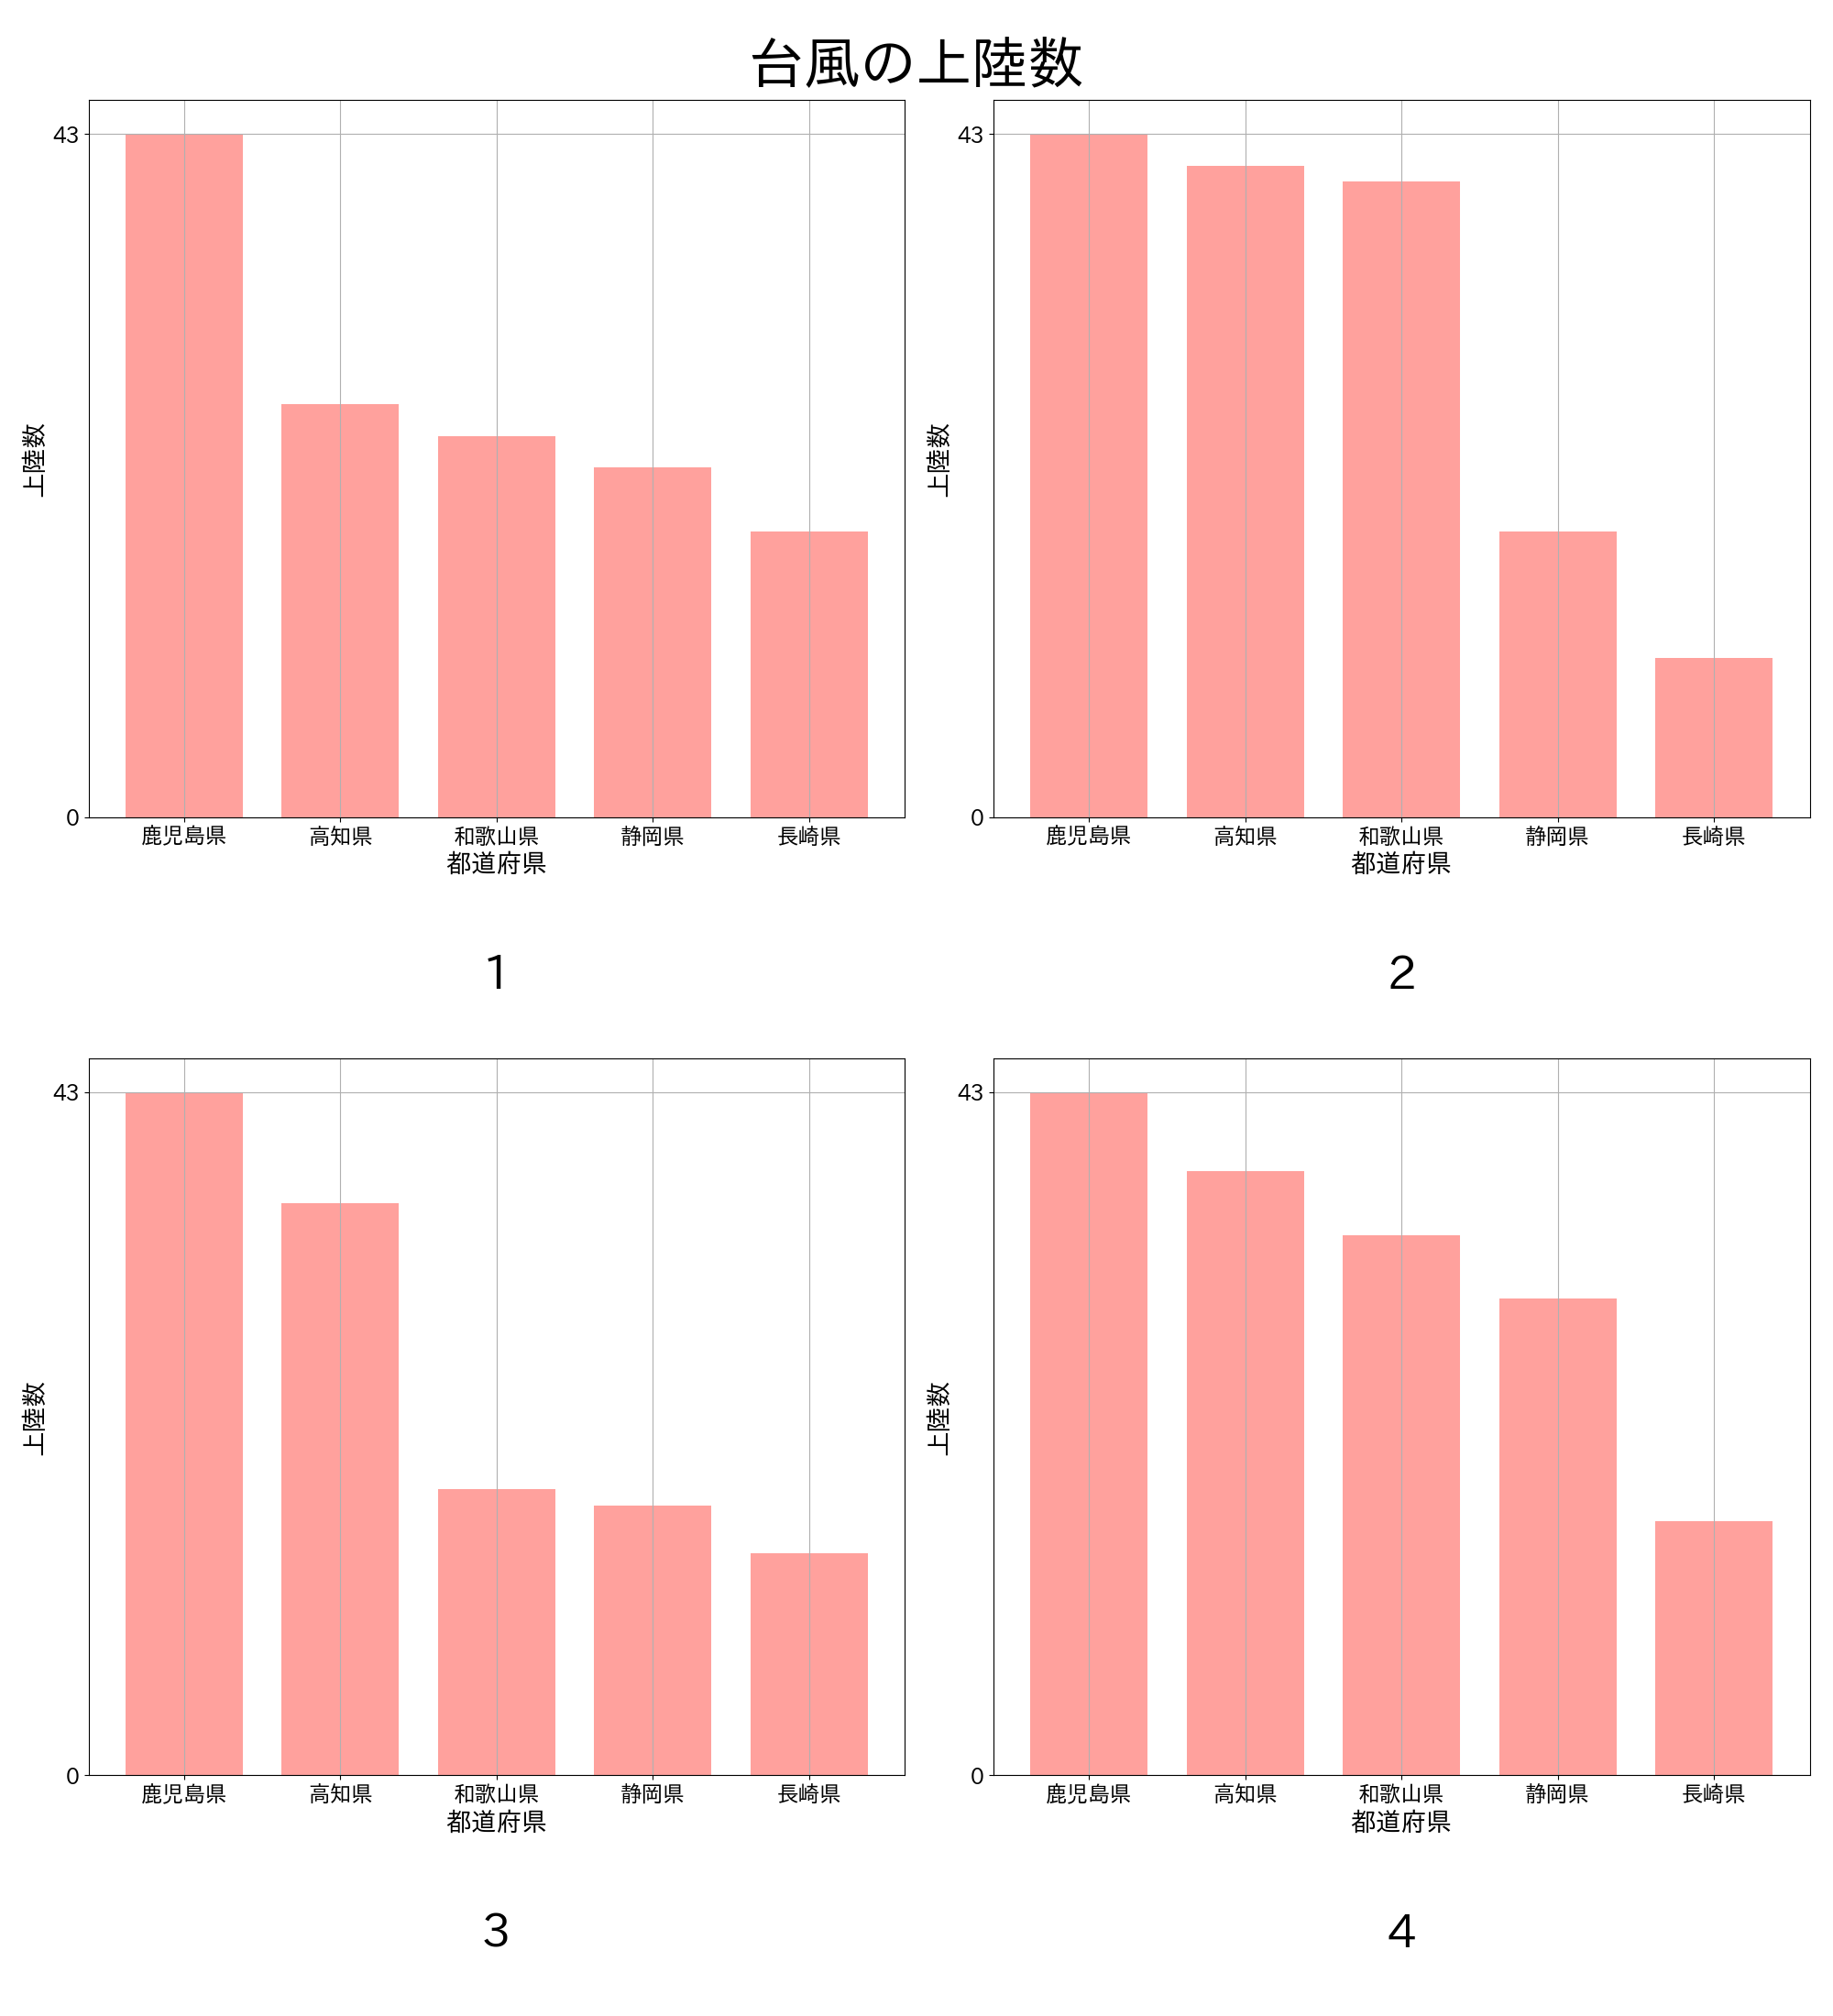 台風の上陸数
43
0
上陸数
鹿児島県 高知県 和歌山県 静岡県 長崎県
都道府県
1
43
0
上陸数
鹿児島県 高知県 和歌山県 静岡県 長崎県
都道府県
2
43
0
上陸数
鹿児島県 高知県 和歌山県 静岡県 長崎県
都道府県
3
43
0
上陸数
鹿児島県 高知県 和歌山県 静岡県 長崎県
都道府県
4